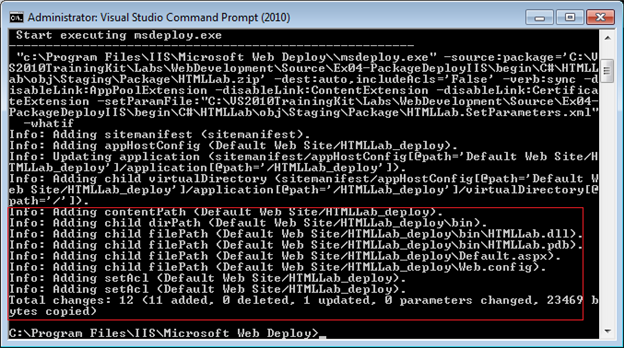 Administrator: Visual Studio Command Prompt (2010)
Start executing msdeploy.exe
-------------------------------------------------------
"c:\Program Files\IIS\Microsoft Web Deploy\\msdeploy.exe" -source:package='C:\V
S2010TrainingKit\Labs\WebDevelopment\Source\Ex04-PackageDeployIIS\begin\C#\HTMLL
ab\obj\Staging\Package\HTMLLab.zip' -dest:auto,includeAcls='False' -verb:sync -d
isableLink:AppPoolExtension -disableLink:ContentExtension -disableLink:Certifica
teExtension -setParamFile:"C:\VS2010TrainingKit\Labs\WebDevelopment\Source\Ex04-
PackageDeployIIS\begin\C#\HTMLLab\obj\Staging\Package\HTMLLab.SetParameters.xml"
-whatif
Info: Adding sitemanifest (sitemanifest).
Info: Adding appHostConfig (Default Web Site/HTMLLab_deploy).
Info: Updating application (sitemanifest/appHostConfig[@path='Default Web Site/H
TMLLab_deploy']/application[@path='/HTMLLab_deploy']).
Info: Adding child virtualDirectory (sitemanifest/appHostConfig[@path='Default W
eb Site/HTMLLab_deploy']/application[@path='/HTMLLab_deploy']/virtualDirectory[@
path='/']).
Info: Adding contentPath (Default Web Site/HTMLLab_deploy).
Info: Adding child dirPath (Default Web Site/HTMLLab_deploy\bin).
Info: Adding child filePath (Default Web Site/HTMLLab_deploy\bin\HTMLLab.dll).
Info: Adding child filePath (Default Web Site/HTMLLab_deploy\bin\HTMLLab.pdb).
Info: Adding child filePath (Default Web Site/HTMLLab_deploy\Default.aspx).
Info: Adding child filePath (Default Web Site/HTMLLab_deploy\Web.config).
Info: Adding setAcl (Default Web Site/HTMLLab_deploy).
Info: Adding setAcl (Default Web Site/HTMLLab_deploy).
Total changes: 12 (11 added, 0 deleted, 1 updated, 0 parameters changed, 23469 b
ytes copied)
C:\Program Files\IIS\Microsoft Web Deploy>_